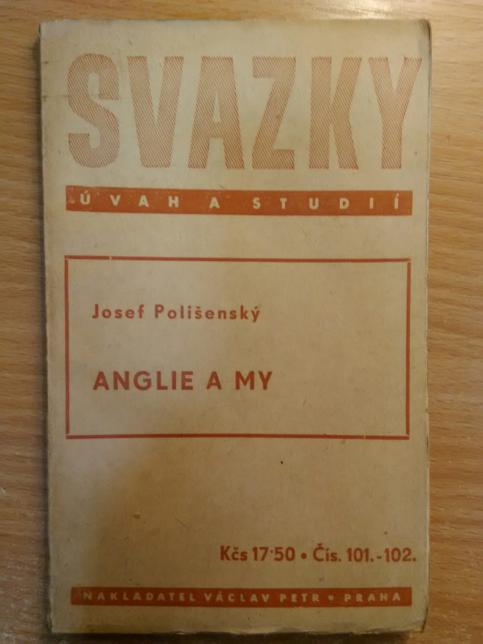 SVAZKY
ÚVAH A STUDIÍ
Josef Polišenský
ANGLIE A MY
Kčs 17·50 • Čís. 101.-102.
NAKLADATEL VÁCLAV PETR • PRAHA